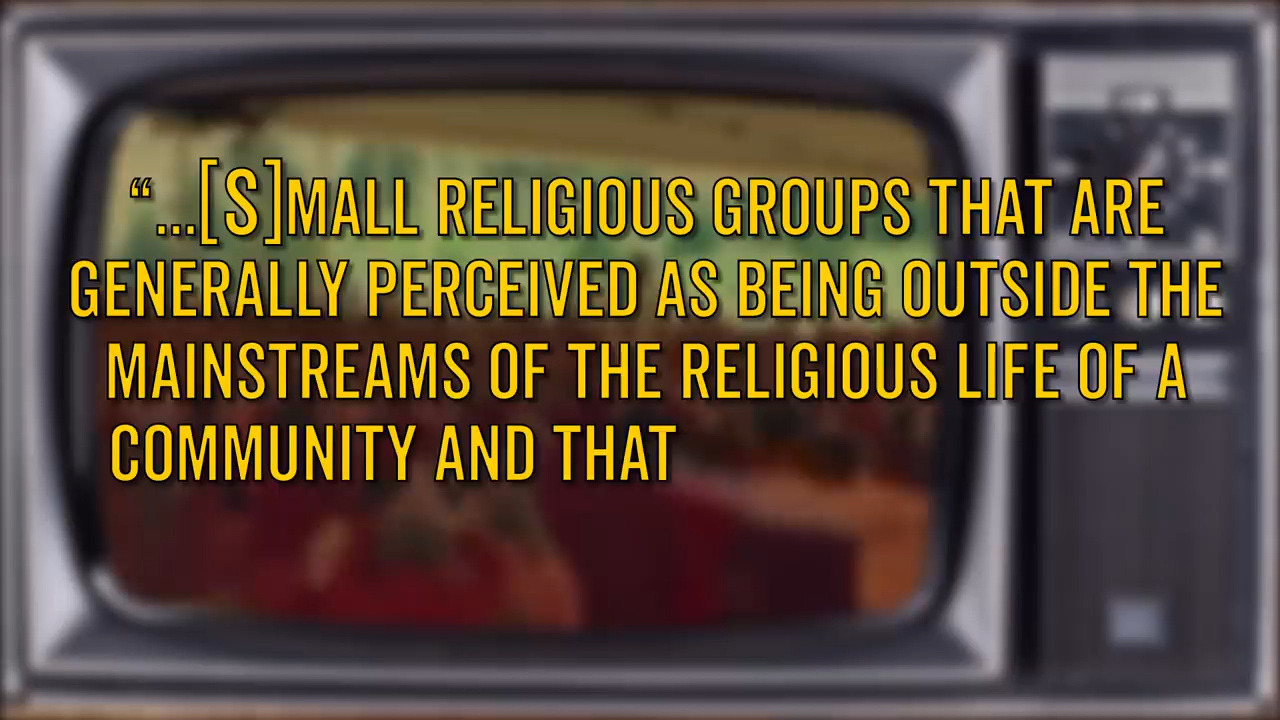 “...[S]MALL RELIGIOUS GROUPS THAT ARE
GENERALLY PERCEIVED AS BEING OUTSIDE THE
MAINSTREAMS OF THE RELIGIOUS LIFE OF A
COMMUNITY AND THAT